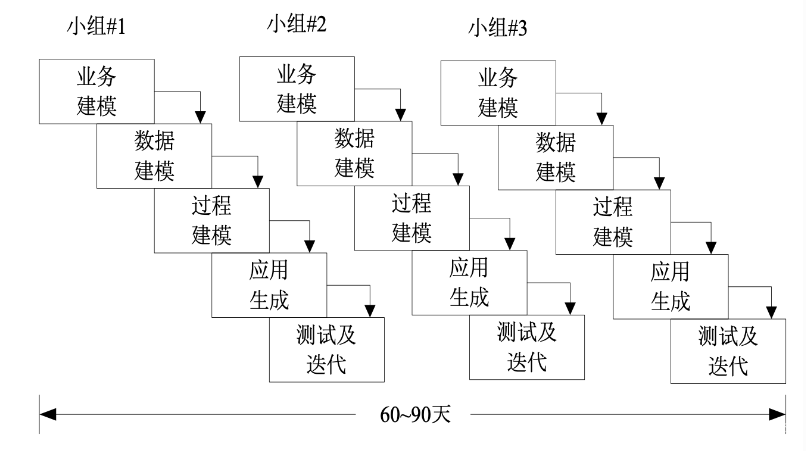 小组#1
小组#2
小组#3
业务
建模
业务
建模
业务
建模
数据
建模
数据
建模
数据
建模
过程
建模
过程
建模
过程
建模
应用
生成
应用
生成
应用
生成
测试及
迭代
测试及
迭代
测试及
迭代
60~90天